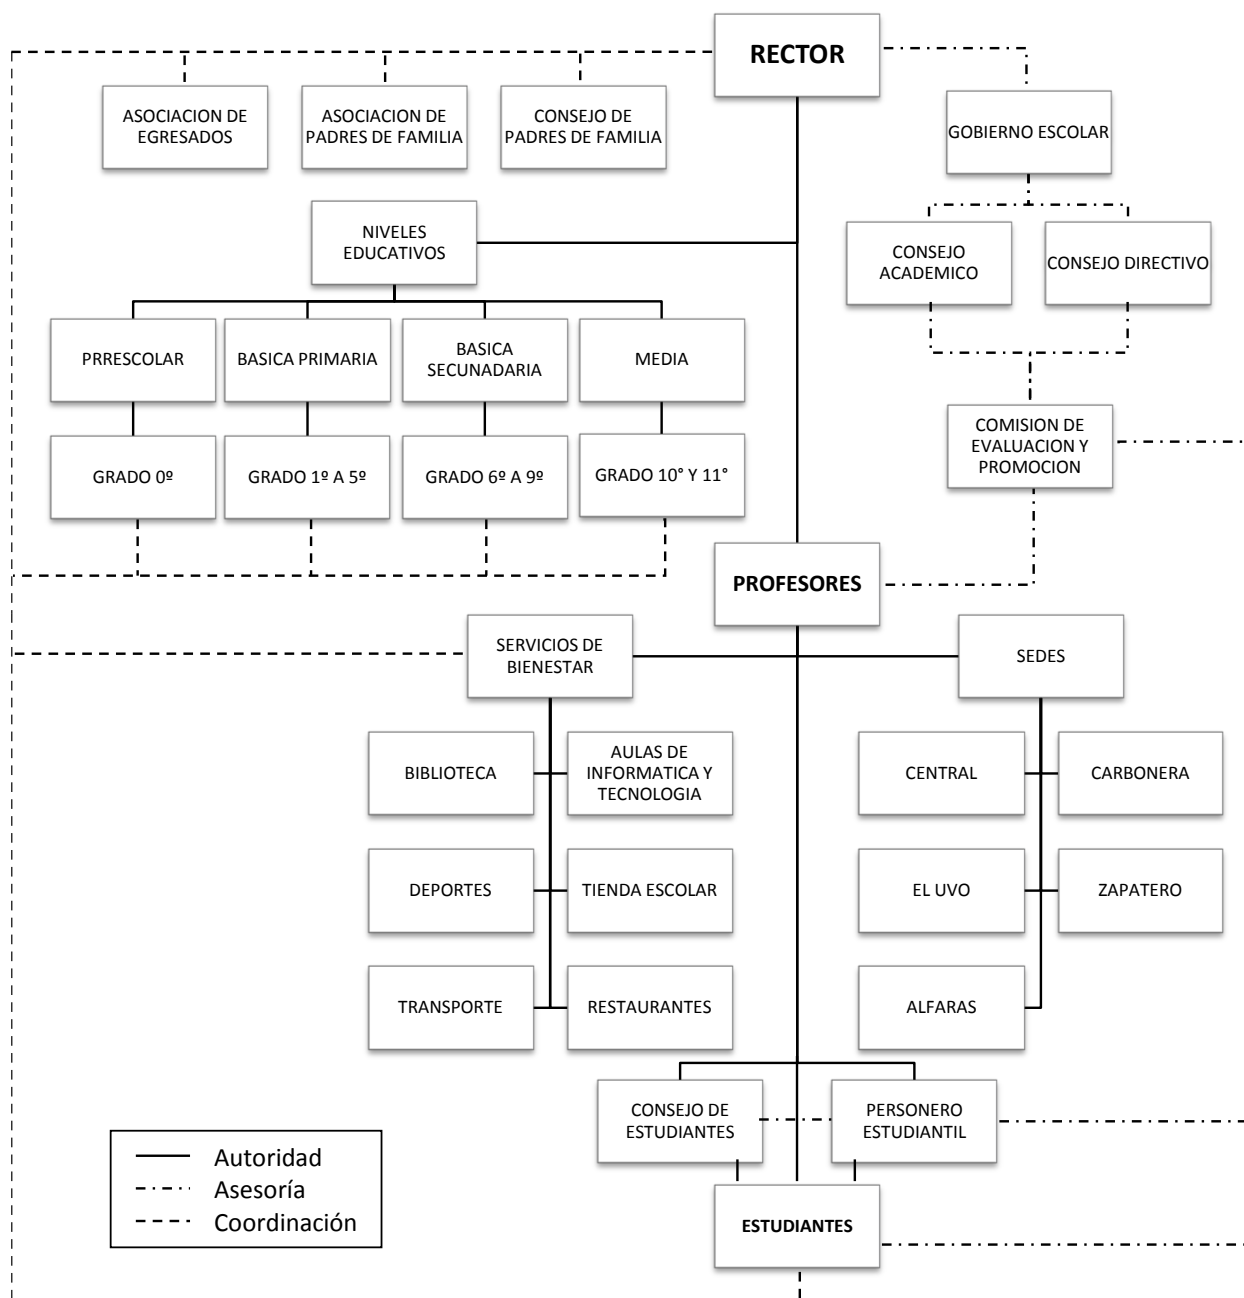 RECTOR
ASOCIACION DE
EGRESADOS
ASOCIACION DE
PADRES DE FAMILIA
CONSEJO DE
PADRES DE FAMILIA
GOBIERNO ESCOLAR
NIVELES
EDUCATIVOS
CONSEJO
ACADEMICO
CONSEJO DIRECTIVO
PRRESCOLAR
BASICA PRIMARIA
BASICA
SECUNADARIA
MEDIA
COMISION DE
EVALUACION Y
PROMOCION
GRADO 0º
GRADO 1º A 5º
GRADO 6º A 9º
GRADO 10° Y 11°
PROFESORES
SERVICIOS DE
BIENESTAR
SEDES
BIBLIOTECA
AULAS DE
INFORMATICA Y
TECNOLOGIA
CENTRAL
CARBONERA
DEPORTES
TIENDA ESCOLAR
EL UVO
ZAPATERO
TRANSPORTE
RESTAURANTES
ALFARAS
CONSEJO DE
ESTUDIANTES
PERSONERO
ESTUDIANTIL
Autoridad
Asesoría
Coordinación
ESTUDIANTES